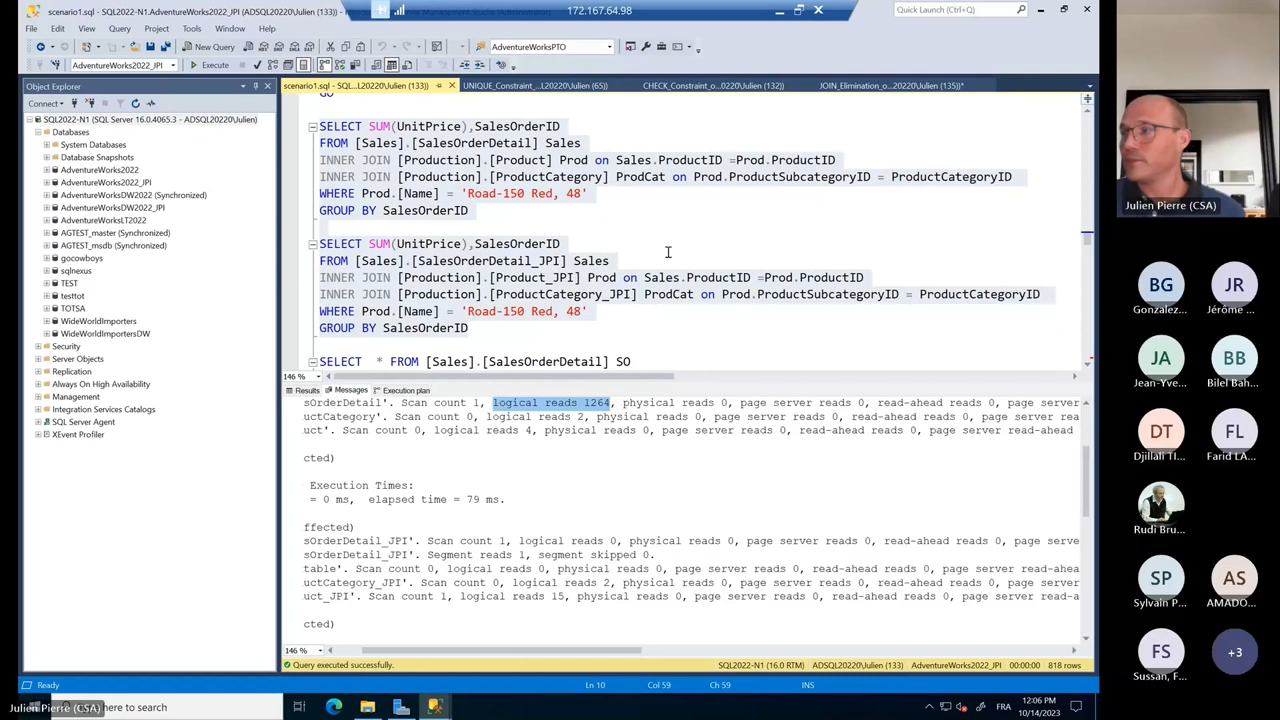 scenario1.sql - SQL2022-N1.AdventureWorks2022_JPI (ADSQL20220\Julien (133))
172.167.64.98
Quick Launch (Ctrl+Q)
File Edit View Query Project Tools Window Help
New Query
AdventureWorksPTO
AdventureWorks2022_JPI
Execute
Object Explorer
scenario1.sql - SQL...L20220\Julien (133))
UNIQUE_Constraint_...L2022\Julien (65))
CHECK_Constraint_o...0220\Julien (132))
JOIN_Elimination_o...20220\Julien (135))*
Connect
SQL2022-N1 (SQL Server 16.0.4065.3 - ADSQL20220\Julien)
Databases
System Databases
Database Snapshots
AdventureWorks2022
AdventureWorks2022_JPI
AdventureWorksDW2022 (Synchronized)
AdventureWorksDW2022_JPI
AdventureWorksLT2022
AGTEST_master (Synchronized)
AGTEST_msdb (Synchronized)
gocowboys
sqlnexus
TEST
testtot
TOTSA
WideWorldImporters
WideWorldImportersDW
Security
Server Objects
Replication
Always On High Availability
Management
Integration Services Catalogs
SQL Server Agent
XEvent Profiler
GO
SELECT SUM(UnitPrice),SalesOrderID
FROM [Sales].[SalesOrderDetail] Sales
INNER JOIN [Production].[Product] Prod on Sales.ProductID =Prod.ProductID
INNER JOIN [Production].[ProductCategory] ProdCat on Prod.ProductSubcategoryID = ProductCategoryID
WHERE Prod.[Name] = 'Road-150 Red, 48'
GROUP BY SalesOrderID
SELECT SUM(UnitPrice),SalesOrderID
FROM [Sales].[SalesOrderDetail_JPI] Sales
INNER JOIN [Production].[Product_JPI] Prod on Sales.ProductID =Prod.ProductID
INNER JOIN [Production].[ProductCategory_JPI] ProdCat on Prod.ProductSubcategoryID = ProductCategoryID
WHERE Prod.[Name] = 'Road-150 Red, 48'
GROUP BY SalesOrderID
SELECT * FROM [Sales].[SalesOrderDetail] SO
146 %
Results Messages Execution plan
sOrderDetail'. Scan count 1, logical reads 1264, physical reads 0, page server reads 0, read-ahead reads 0, page server
uctCategory'. Scan count 0, logical reads 2, physical reads 0, page server reads 0, read-ahead reads 0, page server rea
uct'. Scan count 0, logical reads 4, physical reads 0, page server reads 0, read-ahead reads 0, page server read-ahead
cted)
Execution Times:
= 0 ms, elapsed time = 79 ms.
ffected)
sOrderDetail_JPI'. Scan count 1, logical reads 0, physical reads 0, page server reads 0, read-ahead reads 0, page serve
sOrderDetail_JPI'. Segment reads 1, segment skipped 0.
table'. Scan count 0, logical reads 0, physical reads 0, page server reads 0, read-ahead reads 0, page server read-ahea
uctCategory_JPI'. Scan count 0, logical reads 2, physical reads 0, page server reads 0, read-ahead reads 0, page server
uct_JPI'. Scan count 1, logical reads 15, physical reads 0, page server reads 0, read-ahead reads 0, page server read-a
cted)
146 %
Query executed successfully.
SQL2022-N1 (16.0 RTM)
ADSQL20220\Julien (133)
AdventureWorks2022_JPI
00:00:00
818 rows
Ready
Ln 10
Col 59
Ch 59
INS
Julien Pierre (CSA)
here to search
FRA
12:06 PM
10/14/2023
Julien Pierre (CSA)
BG
JR
Gonzalez...
Jérôme ...
JA
BB
Jean-Yve...
Bilel Bah...
DT
FL
Djillali TI...
Farid LA...
Rudi Bru...
SP
AS
Sylvain P...
AMADO...
FS
+3
Sussan, F...